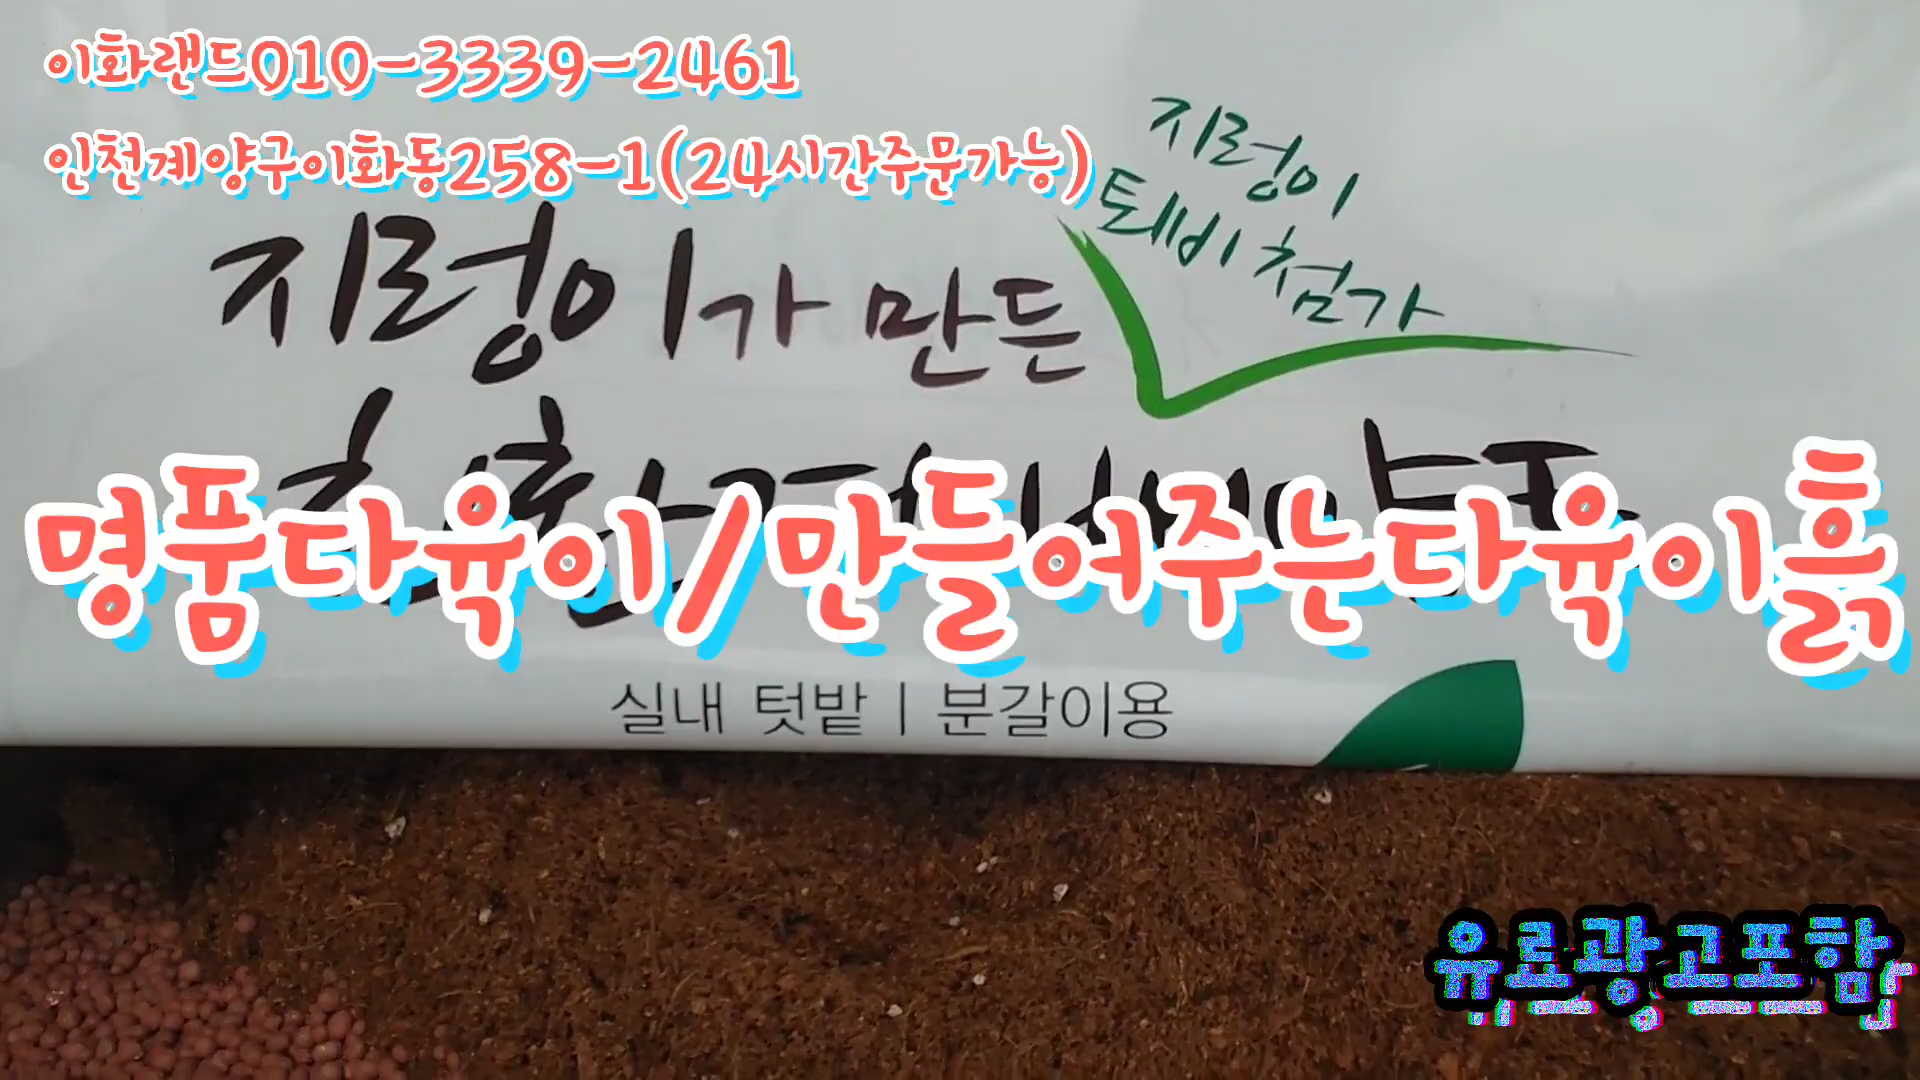 이화랜드010-3339-2461
인천계양구이화동258-1(24시간주문가능)
지렁이
퇴비 첨가
지렁이가 만든
명품다육이/만들어주는다육이흙
실내 텃밭 | 분갈이용
유료광고포함